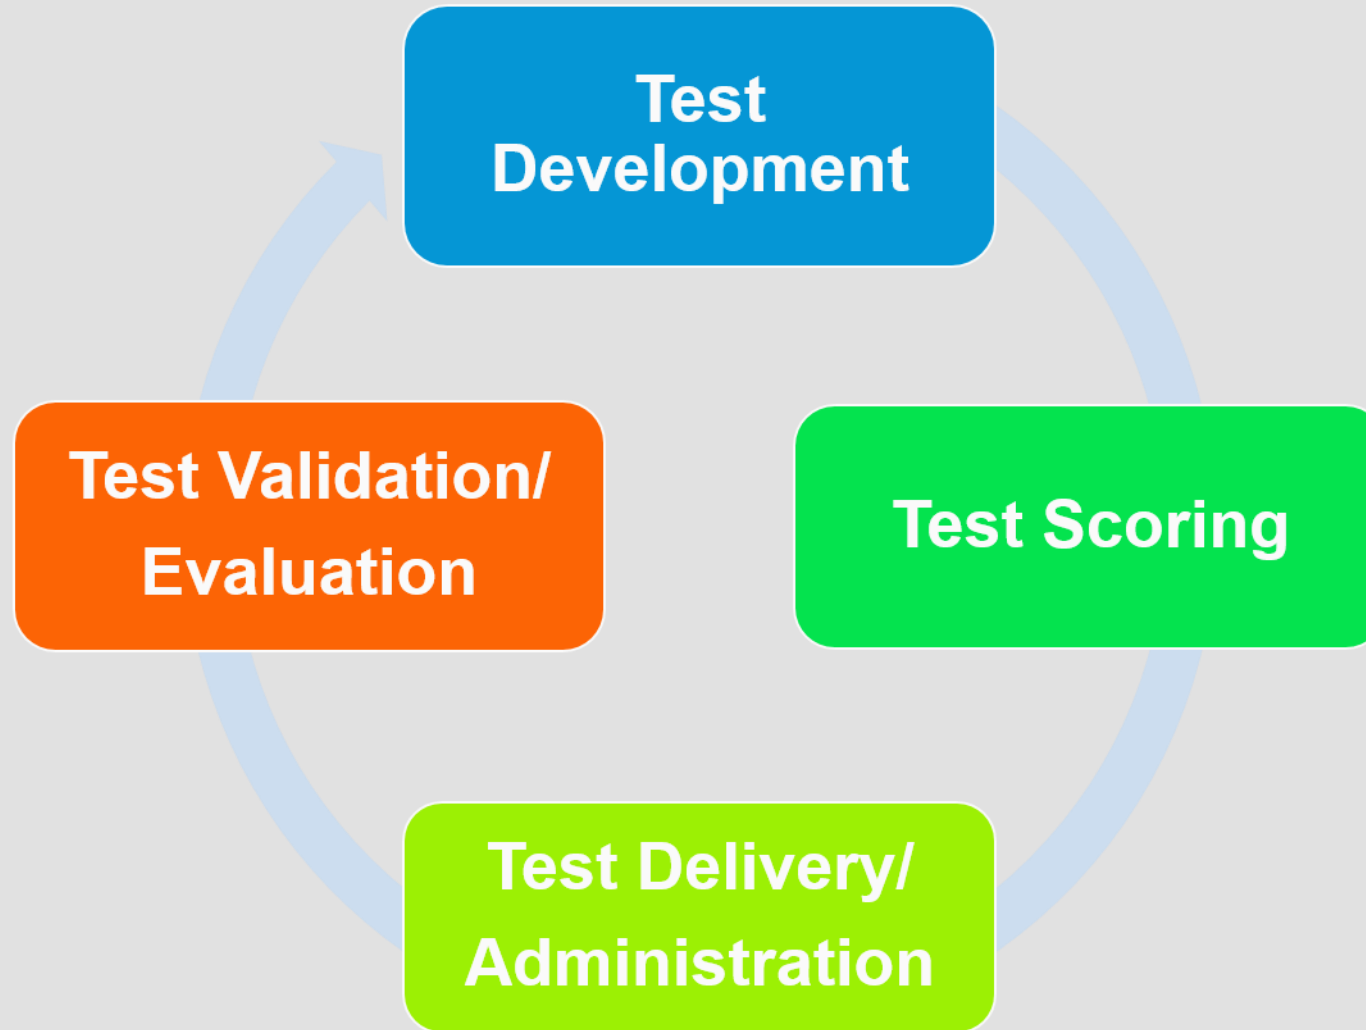 Test
Development
Test Validation/
Evaluation
Test Scoring
Test Delivery/
Administration